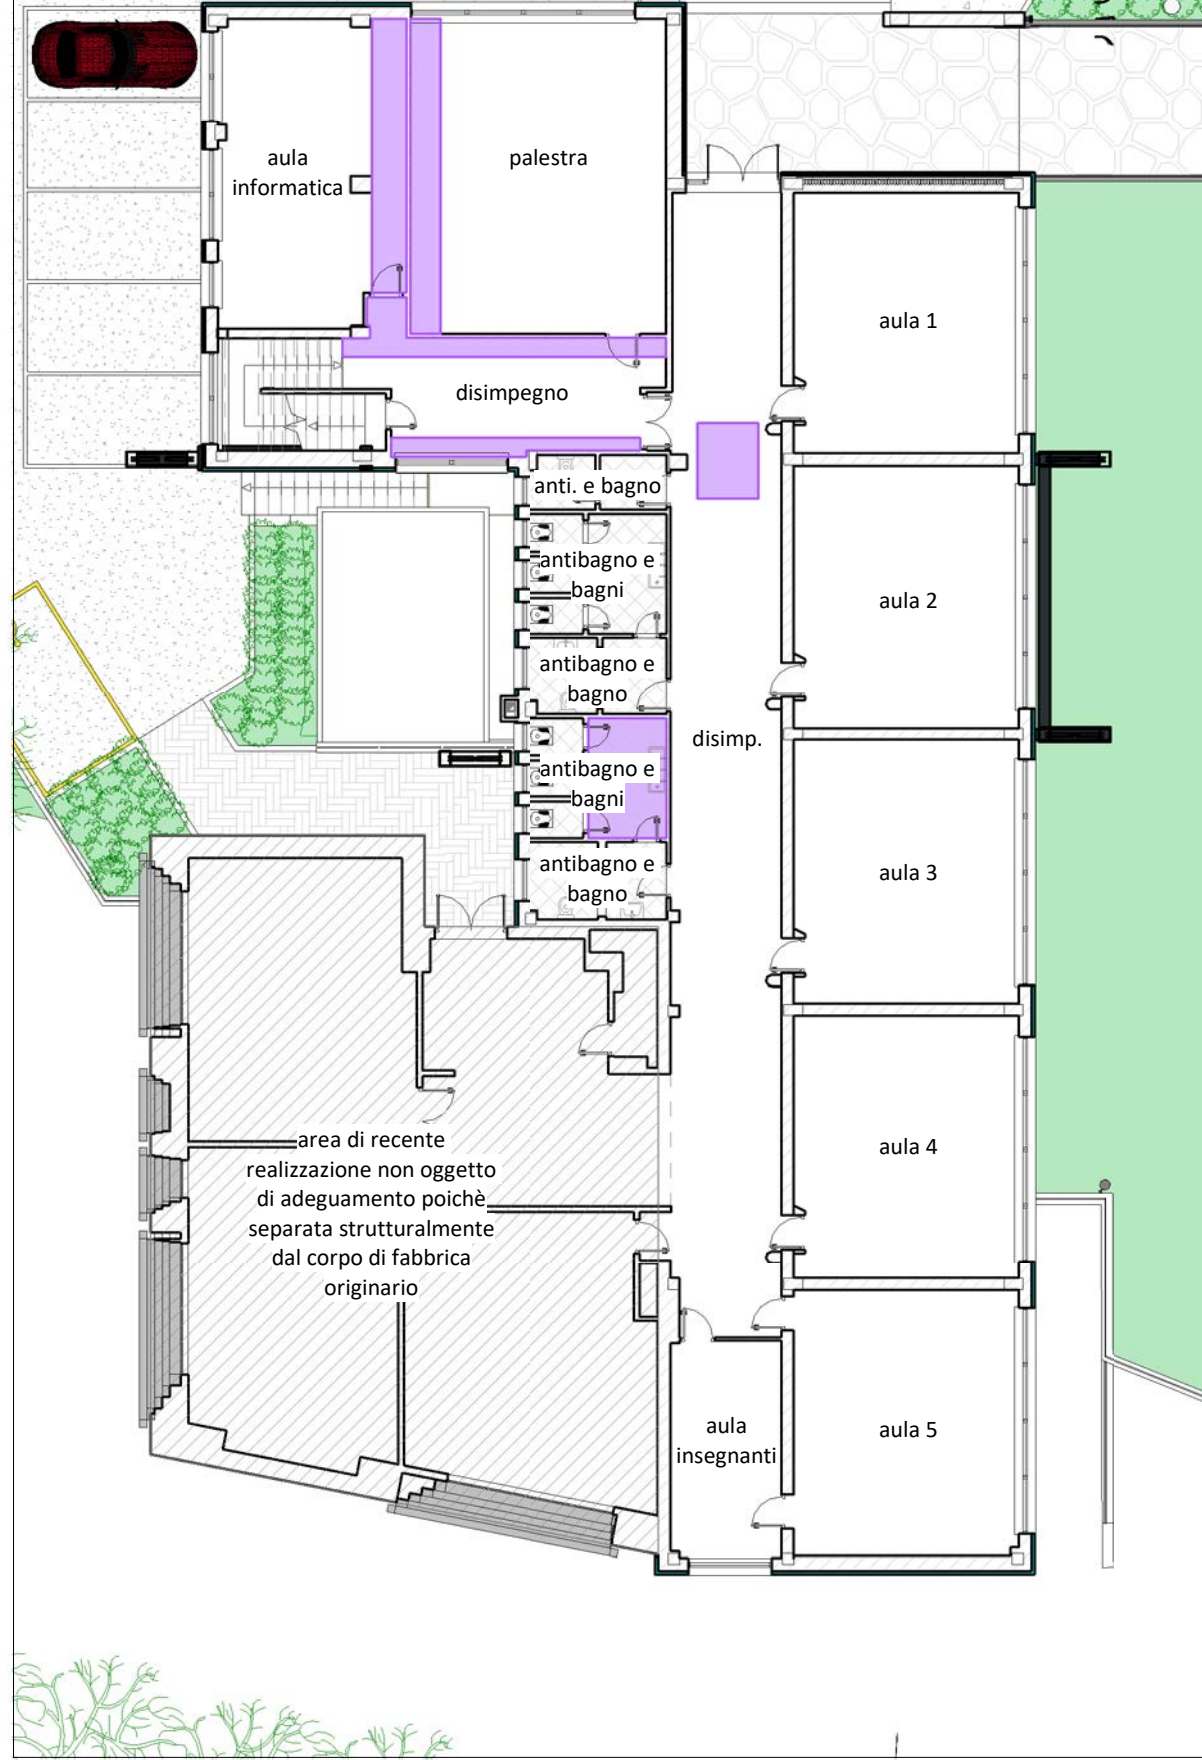 aula
informatica
palestra
aula 1
disimpegno
anti. e bagno
antibagno e
bagni
aula 2
antibagno e
bagno
disimp.
antibagno e
bagni
antibagno e
bagno
aula 3
area di recente
realizzazione non oggetto
di adeguamento poichè
separata strutturalmente
dal corpo di fabbrica
originario
aula 4
aula
insegnanti
aula 5